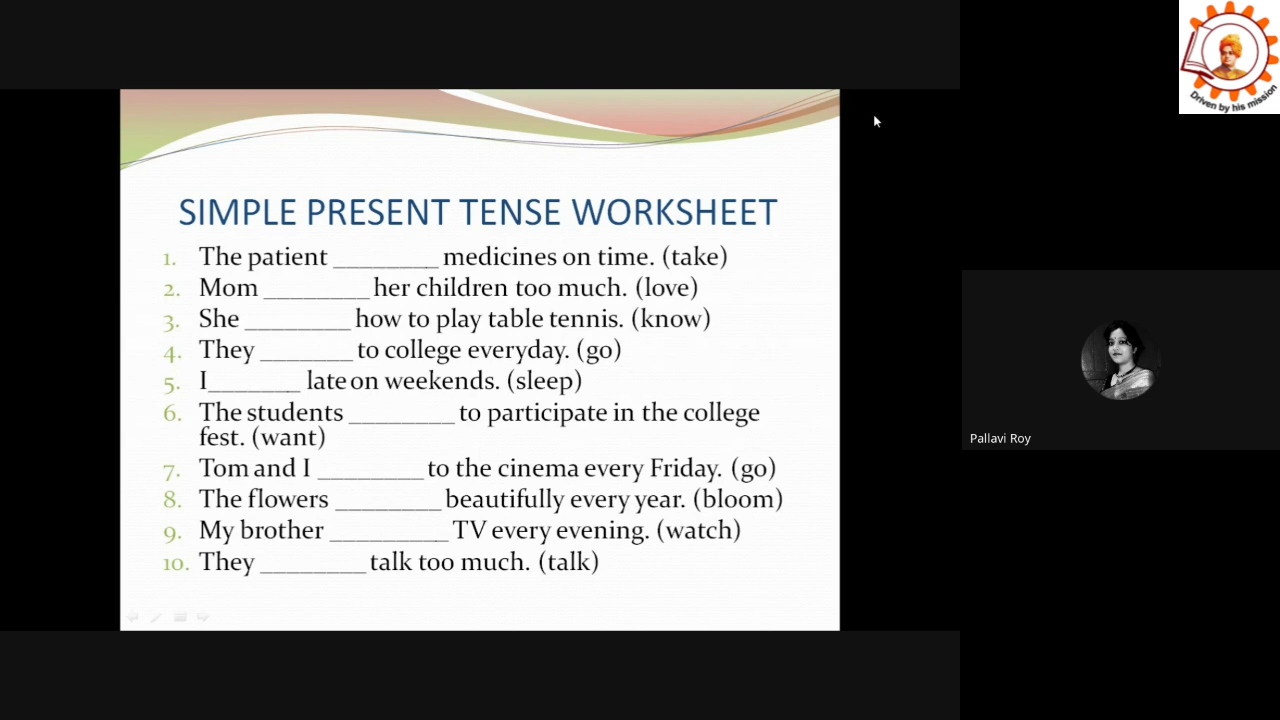 Driven by his mission
SIMPLE PRESENT TENSE WORKSHEET
1. The patient ________ medicines on time. (take)
2. Mom ________ her children too much. (love)
3. She ________ how to play table tennis. (know)
4. They _______ to college everyday. (go)
5. I_______ late on weekends. (sleep)
6. The students ________ to participate in the college
fest. (want)
7. Tom and I ________ to the cinema every Friday. (go)
8. The flowers ________ beautifully every year. (bloom)
9. My brother _________ TV every evening. (watch)
10. They ________ talk too much. (talk)
Pallavi Roy